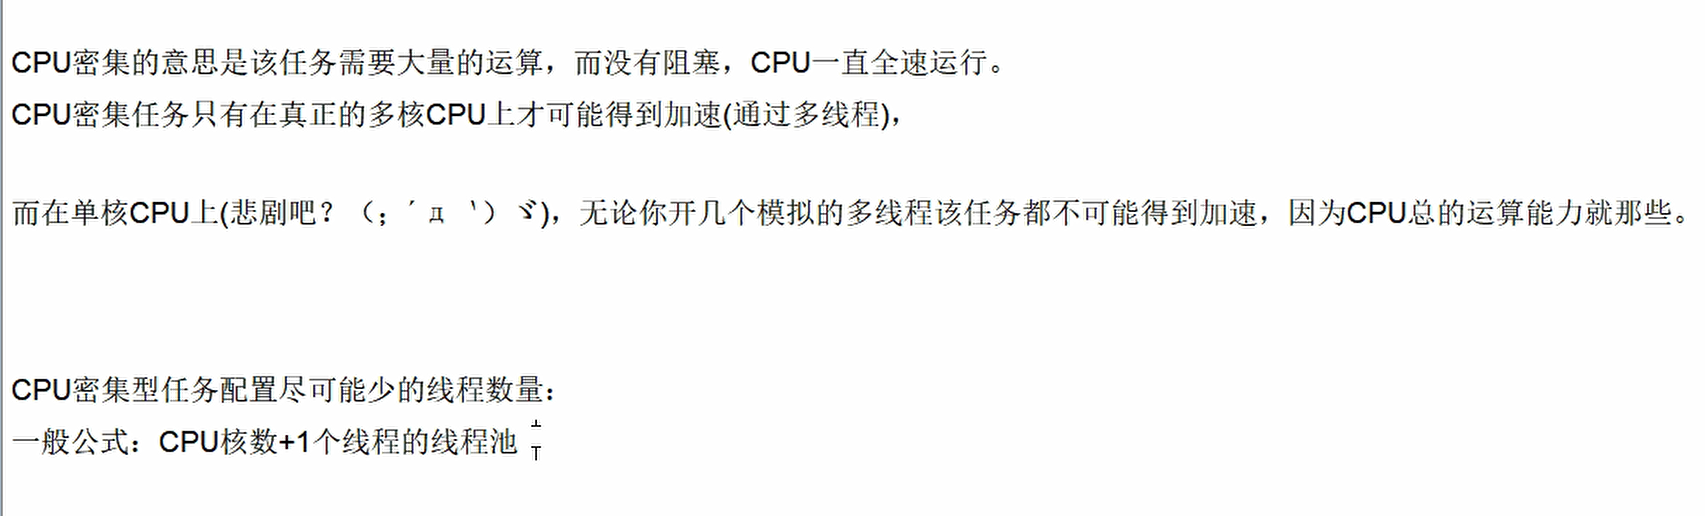 CPU密集的意思是该任务需要大量的运算，而没有阻塞，CPU一直全速运行。
CPU密集任务只有在真正的多核CPU上才可能得到加速(通过多线程)，
而在单核CPU上(悲剧吧？（；´д｀）ゞ)，无论你开几个模拟的多线程该任务都不可能得到加速，因为CPU总的运算能力就那些。
CPU密集型任务配置尽可能少的线程数量：
一般公式：CPU核数+1个线程的线程池